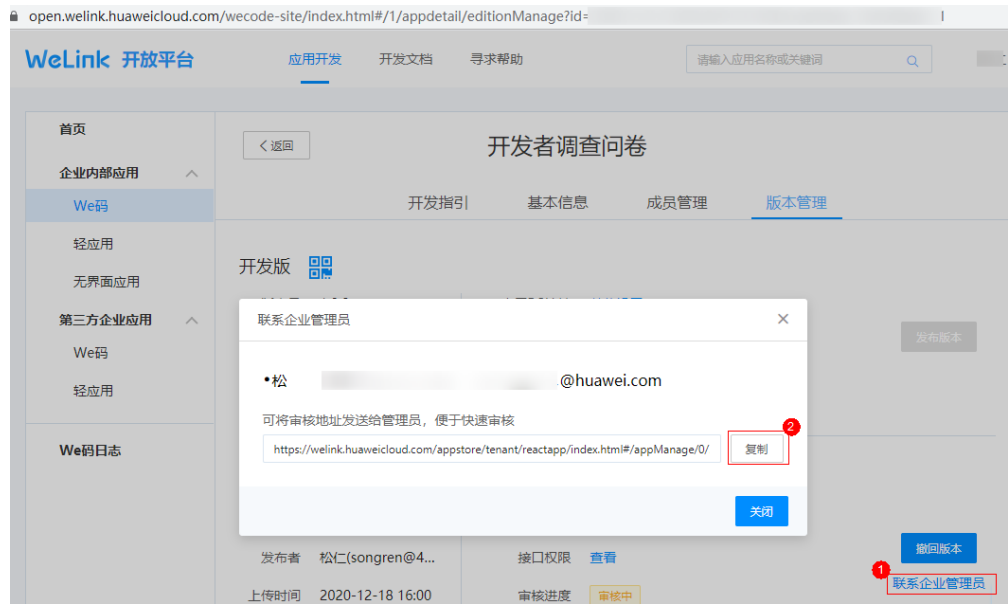 open.welink.huaweicloud.com/wecode-site/index.html#/1/appdetail/editionManage?id=
WeLink 开放平台
应用开发
开发文档
寻求帮助
请输入应用名称或关键词
首页
企业内部应用
We码
轻应用
无界面应用
第三方企业应用
We码
轻应用
We码日志
返回
开发者调查问卷
开发指引
基本信息
成员管理
版本管理
开发版
发布版本
联系企业管理员
•松
@huawei.com
可将审核地址发送给管理员，便于快速审核
https://welink.huaweicloud.com/appstore/tenant/reactapp/index.html#/appManage/0/
复制
2
关闭
发布者 松仁(songren@4...
接口权限 查看
撤回版本
1
联系企业管理员
上传时间 2020-12-18 16:00
审核进度 审核中